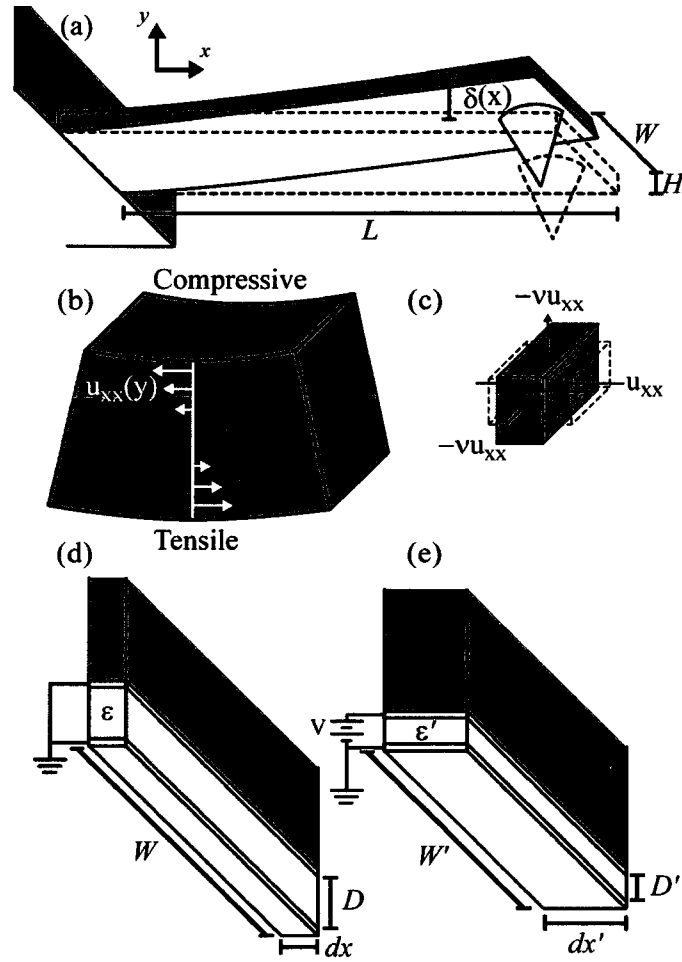 (a)
y
x
δ(x)
W
H
L
(b)
Compressive
u_xx(y)
Tensile
(c)
−νu_xx
u_xx
−νu_xx
(d)
ε
W
D
dx
(e)
V
ε′
W′
D′
dx′